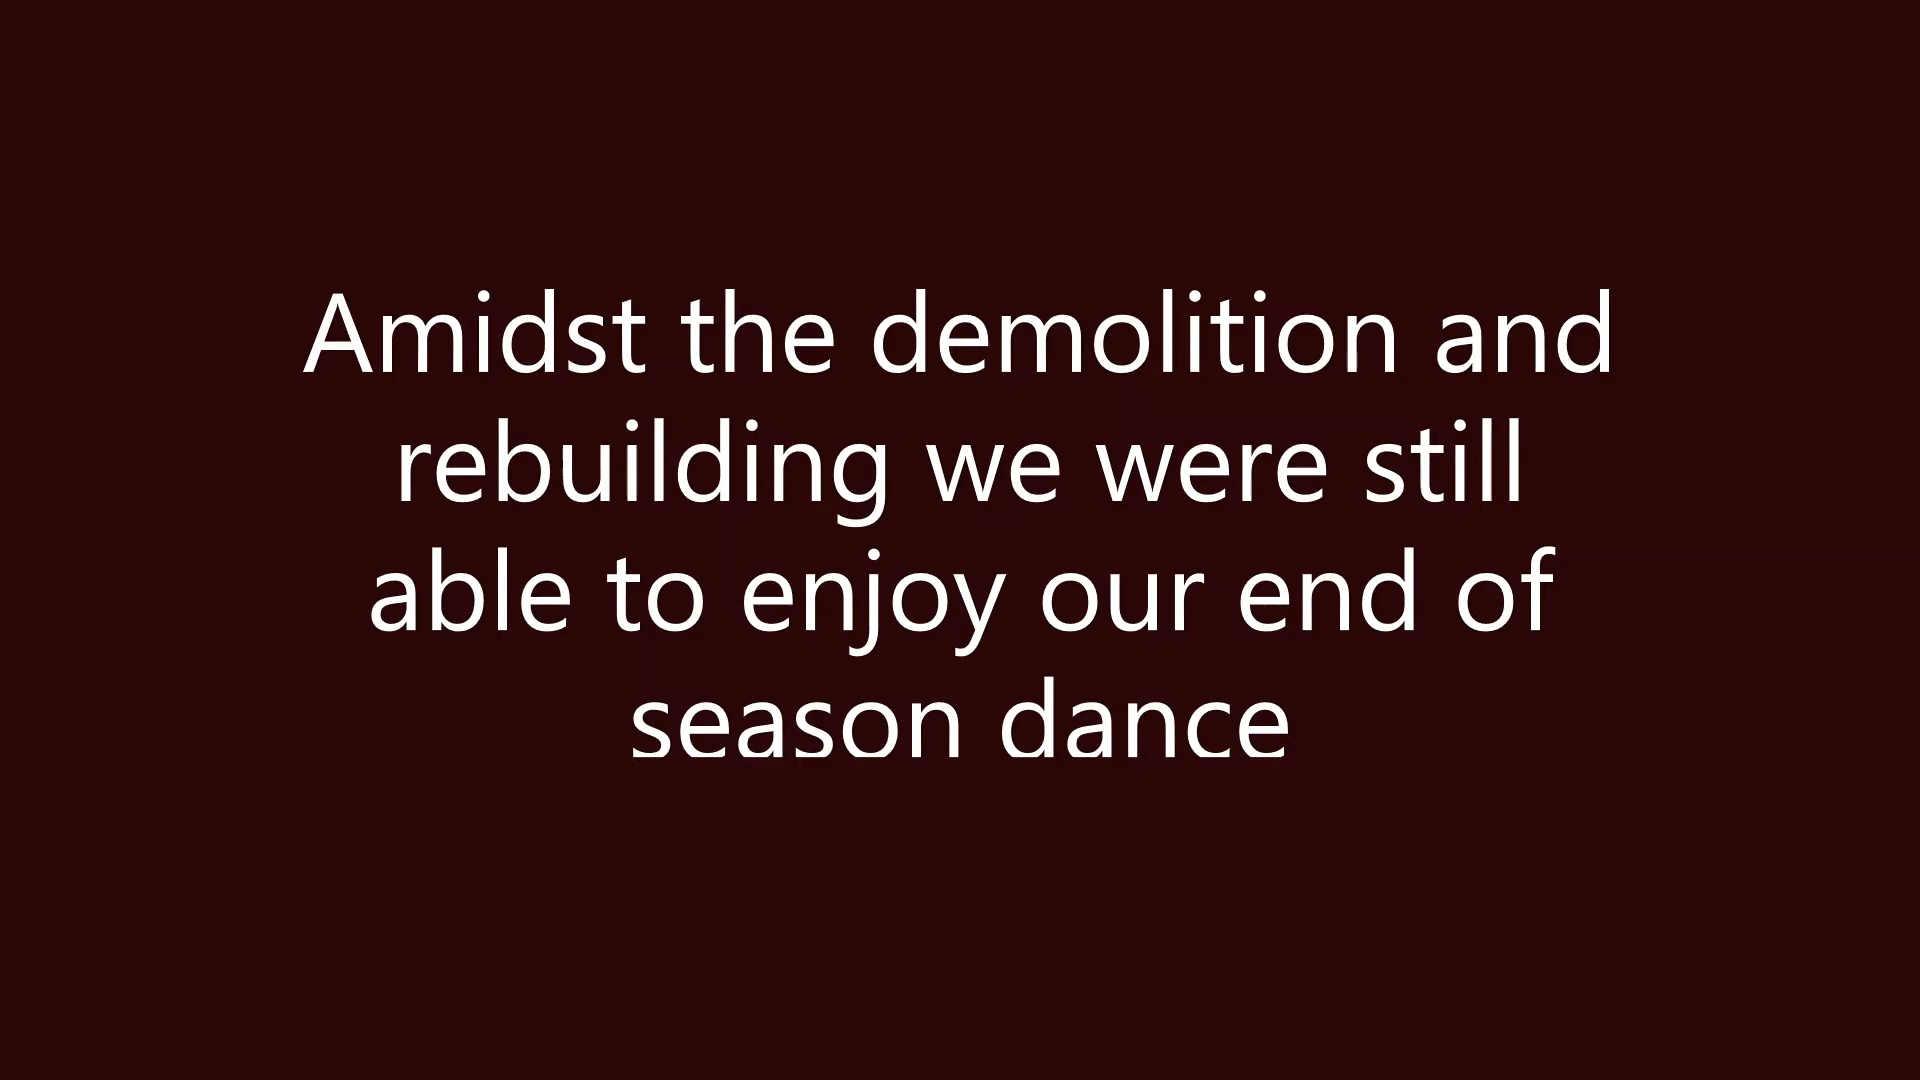 Amidst the demolition and
rebuilding we were still
able to enjoy our end of
season dance